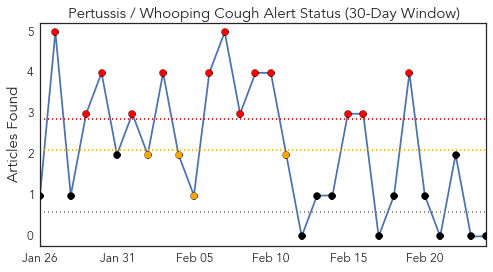 Pertussis / Whooping Cough Alert Status (30-Day Window)
Articles Found
5
4
3
2
1
0
Jan 26 Jan 31 Feb 05 Feb 10 Feb 15 Feb 20